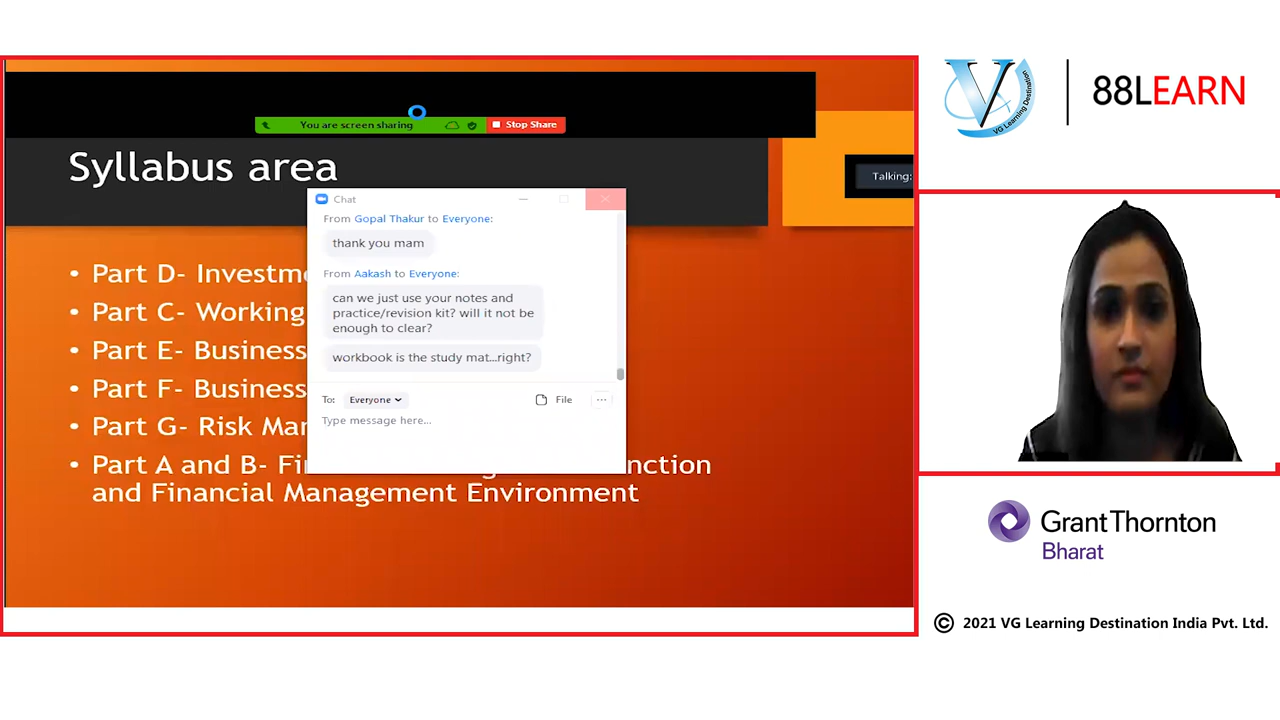 You are screen sharing
Stop Share
Syllabus area
Talking:
Chat
From Gopal Thakur to Everyone:
thank you mam
From Aakash to Everyone:
can we just use your notes and
practice/revision kit? will it not be
enough to clear?
workbook is the study mat...right?
To: Everyone
File
Type message here...
• Part D- Investm
• Part C- Working
• Part E- Business
• Part F- Business
• Part G- Risk Mar
• Part A and B- Fi nction
and Financial Management Environment
V
VG Learning Destination
88LEARN
Grant Thornton
Bharat
© 2021 VG Learning Destination India Pvt. Ltd.